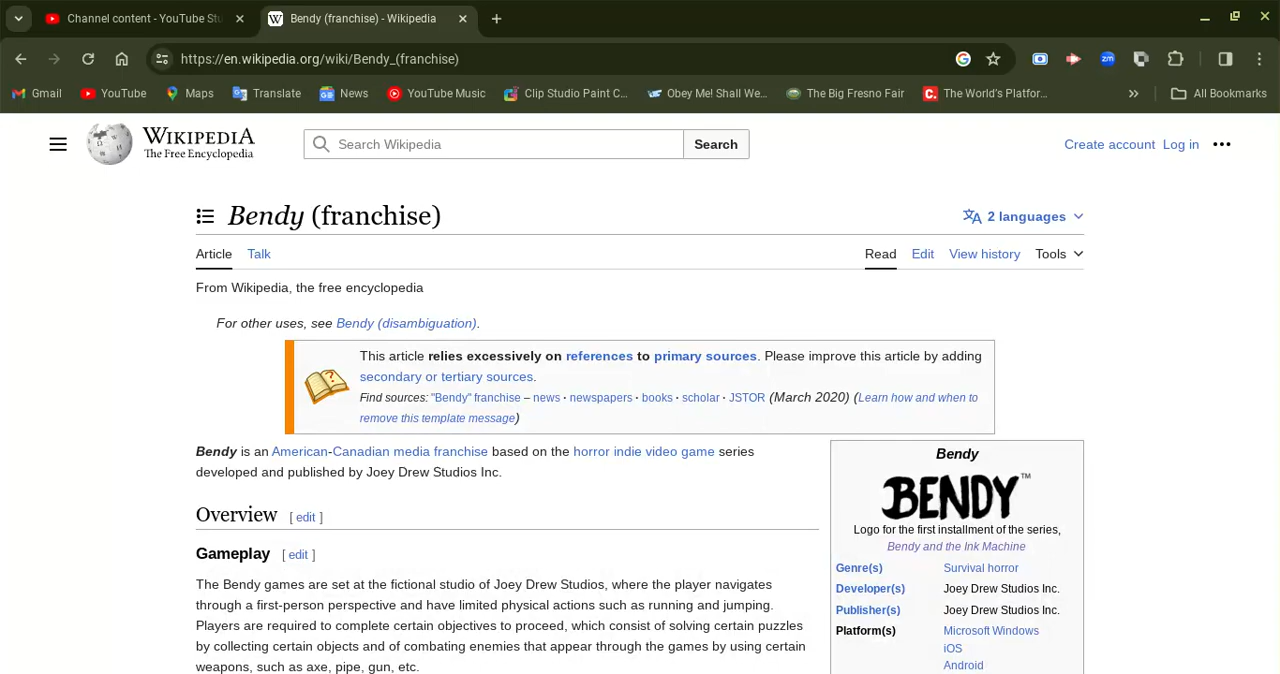 Channel content - YouTube Stu
Bendy (franchise) - Wikipedia
https://en.wikipedia.org/wiki/Bendy_(franchise)
Gmail YouTube Maps Translate News YouTube Music Clip Studio Paint C... Obey Me! Shall We... The Big Fresno Fair The World's Platfor... All Bookmarks
WIKIPEDIA
The Free Encyclopedia
Search Wikipedia
Search
Create account Log in
Bendy (franchise)
2 languages
Article Talk
Read Edit View history Tools
From Wikipedia, the free encyclopedia
For other uses, see Bendy (disambiguation).
This article relies excessively on references to primary sources. Please improve this article by adding
secondary or tertiary sources.
Find sources: "Bendy" franchise – news · newspapers · books · scholar · JSTOR (March 2020) (Learn how and when to
remove this template message)
Bendy is an American-Canadian media franchise based on the horror indie video game series
developed and published by Joey Drew Studios Inc.
Overview [ edit ]
Gameplay [ edit ]
The Bendy games are set at the fictional studio of Joey Drew Studios, where the player navigates
through a first-person perspective and have limited physical actions such as running and jumping.
Players are required to complete certain objectives to proceed, which consist of solving certain puzzles
by collecting certain objects and of combating enemies that appear through the games by using certain
weapons, such as axe, pipe, gun, etc.
Bendy
BENDY™
Logo for the first installment of the series,
Bendy and the Ink Machine
Genre(s) Survival horror
Developer(s) Joey Drew Studios Inc.
Publisher(s) Joey Drew Studios Inc.
Platform(s) Microsoft Windows
iOS
Android